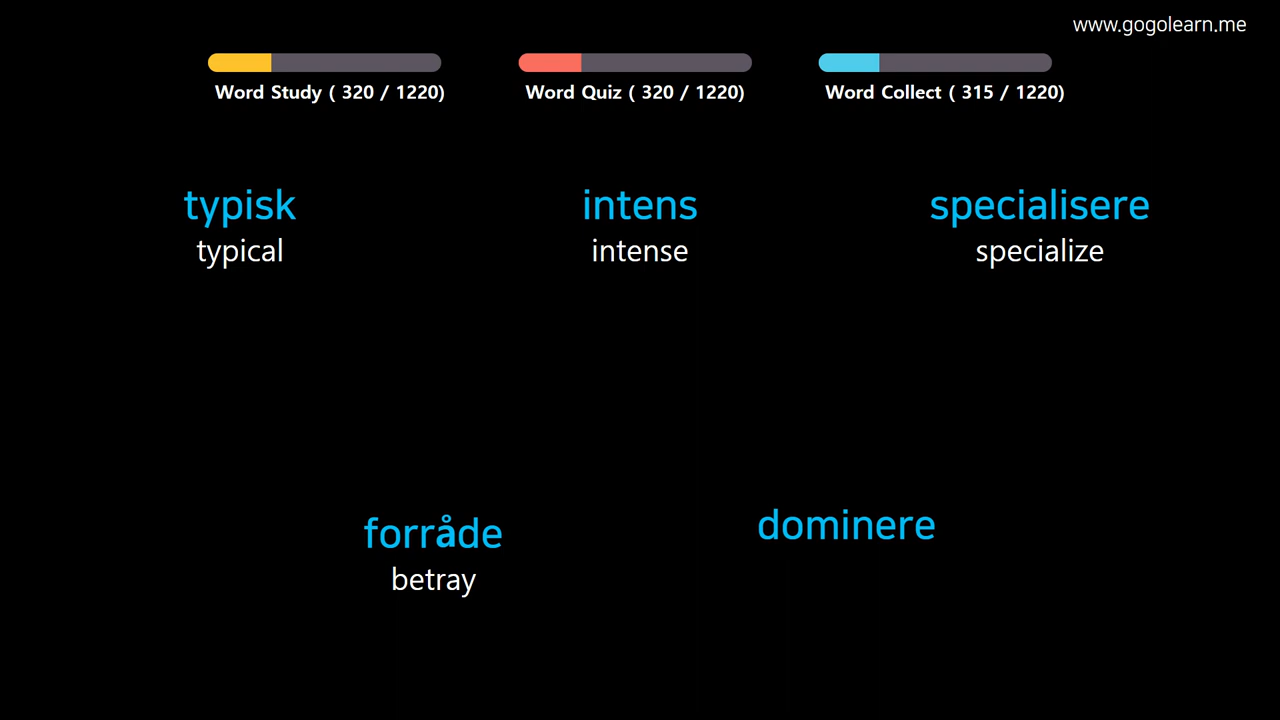 www.gogolearn.me
Word Study ( 320 / 1220)
Word Quiz ( 320 / 1220)
Word Collect ( 315 / 1220)
typisk
typical
intens
intense
specialisere
specialize
forråde
betray
dominere